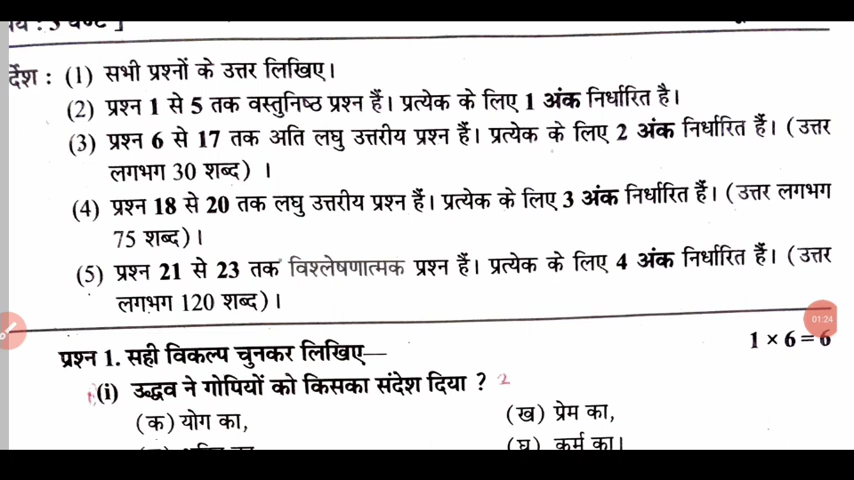 र्देश : (1) सभी प्रश्नों के उत्तर लिखिए।
(2) प्रश्न 1 से 5 तक वस्तुनिष्ठ प्रश्न हैं। प्रत्येक के लिए 1 अंक निर्धारित है।
(3) प्रश्न 6 से 17 तक अति लघु उत्तरीय प्रश्न हैं। प्रत्येक के लिए 2 अंक निर्धारित हैं। (उत्तर
लगभग 30 शब्द) ।
(4) प्रश्न 18 से 20 तक लघु उत्तरीय प्रश्न हैं। प्रत्येक के लिए 3 अंक निर्धारित हैं। (उत्तर लगभग
75 शब्द)।
(5) प्रश्न 21 से 23 तक विश्लेषणात्मक प्रश्न हैं। प्रत्येक के लिए 4 अंक निर्धारित हैं। (उत्तर
लगभग 120 शब्द)।
01:24
प्रश्न 1. सही विकल्प चुनकर लिखिए— 1 × 6 = 6
(i) उद्धव ने गोपियों को किसका संदेश दिया ? 2
(क) योग का, (ख) प्रेम का,
(घ) कर्म का।